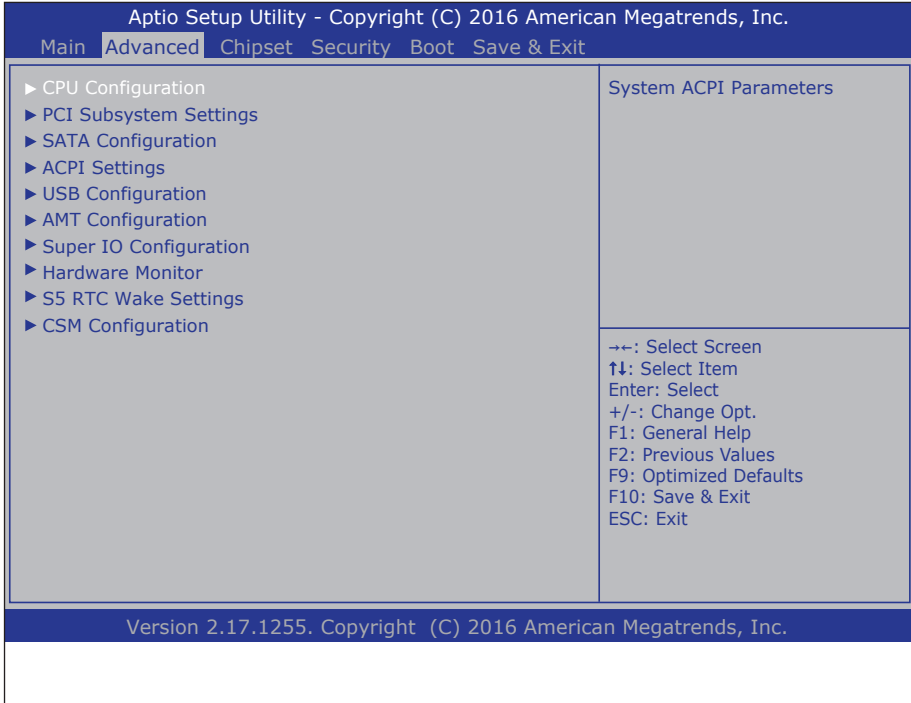 Aptio Setup Utility - Copyright (C) 2016 American Megatrends, Inc.
Main Advanced Chipset Security Boot Save & Exit
► CPU Configuration
► PCI Subsystem Settings
► SATA Configuration
► ACPI Settings
► USB Configuration
► AMT Configuration
► Super IO Configuration
► Hardware Monitor
► S5 RTC Wake Settings
► CSM Configuration
System ACPI Parameters
→←: Select Screen
↑↓: Select Item
Enter: Select
+/-: Change Opt.
F1: General Help
F2: Previous Values
F9: Optimized Defaults
F10: Save & Exit
ESC: Exit
Version 2.17.1255. Copyright (C) 2016 American Megatrends, Inc.